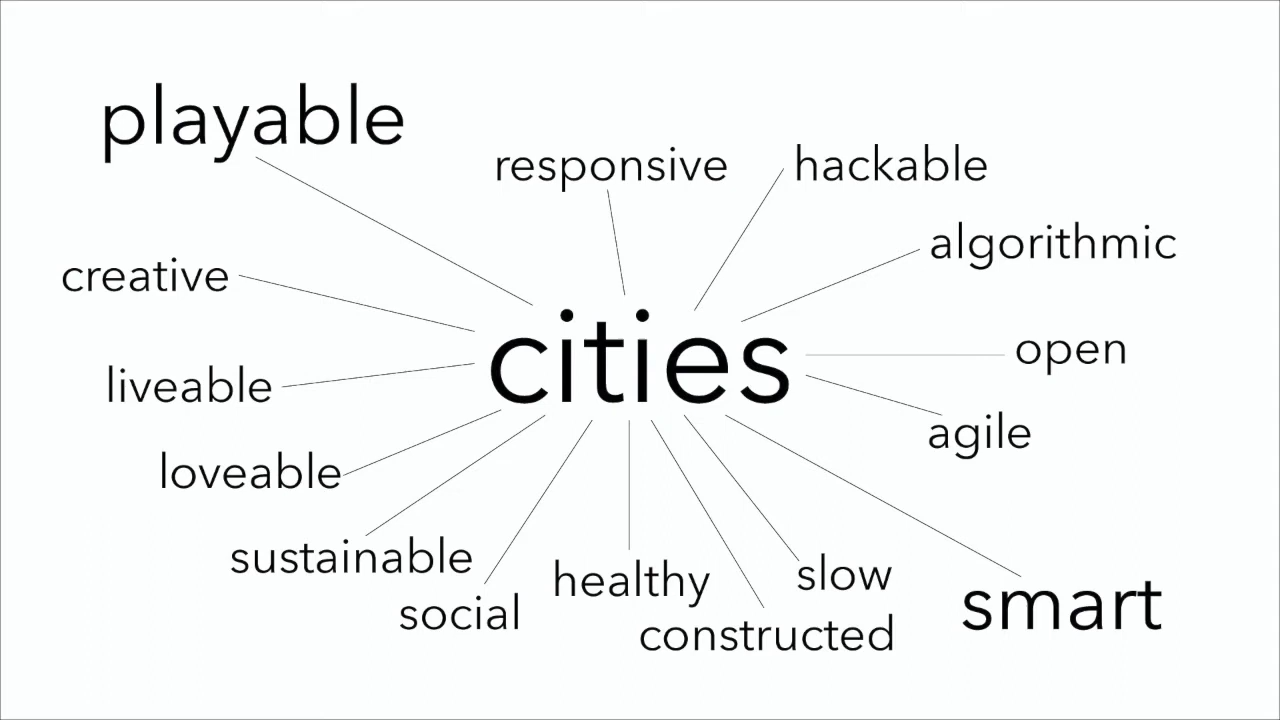 playable
responsive
hackable
algorithmic
creative
cities
open
liveable
agile
loveable
sustainable
social
healthy
slow
constructed
smart